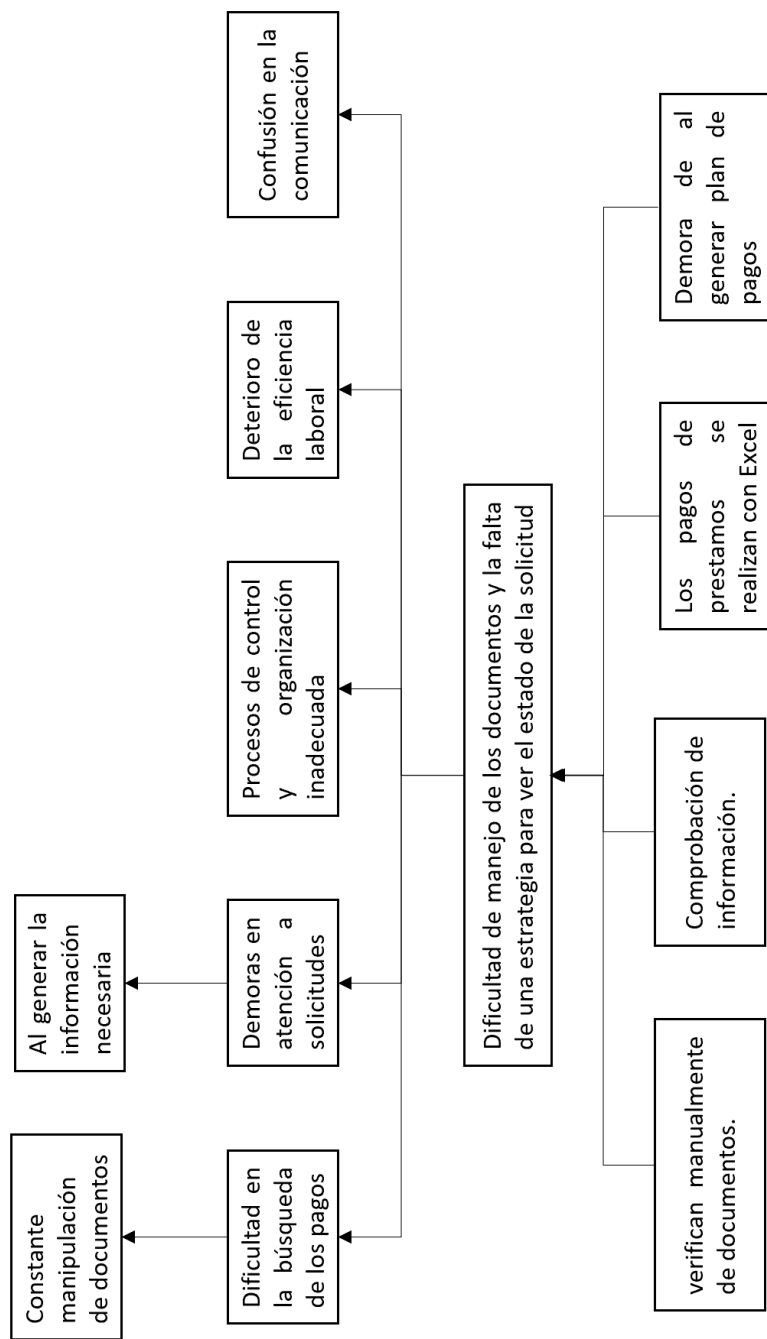 Constante
manipulación
de documentos
Al generar la
información
necesaria
Dificultad en
la búsqueda
de los pagos
Demoras en
atención a
solicitudes
Procesos de control
y organización
inadecuada
Deterioro de
la eficiencia
laboral
Confusión en la
comunicación
Dificultad de manejo de los documentos y la falta
de una estrategia para ver el estado de la solicitud
verifican manualmente
de documentos.
Comprobación de
información.
Los pagos de
prestamos se
realizan con Excel
Demora de al
generar plan de
pagos